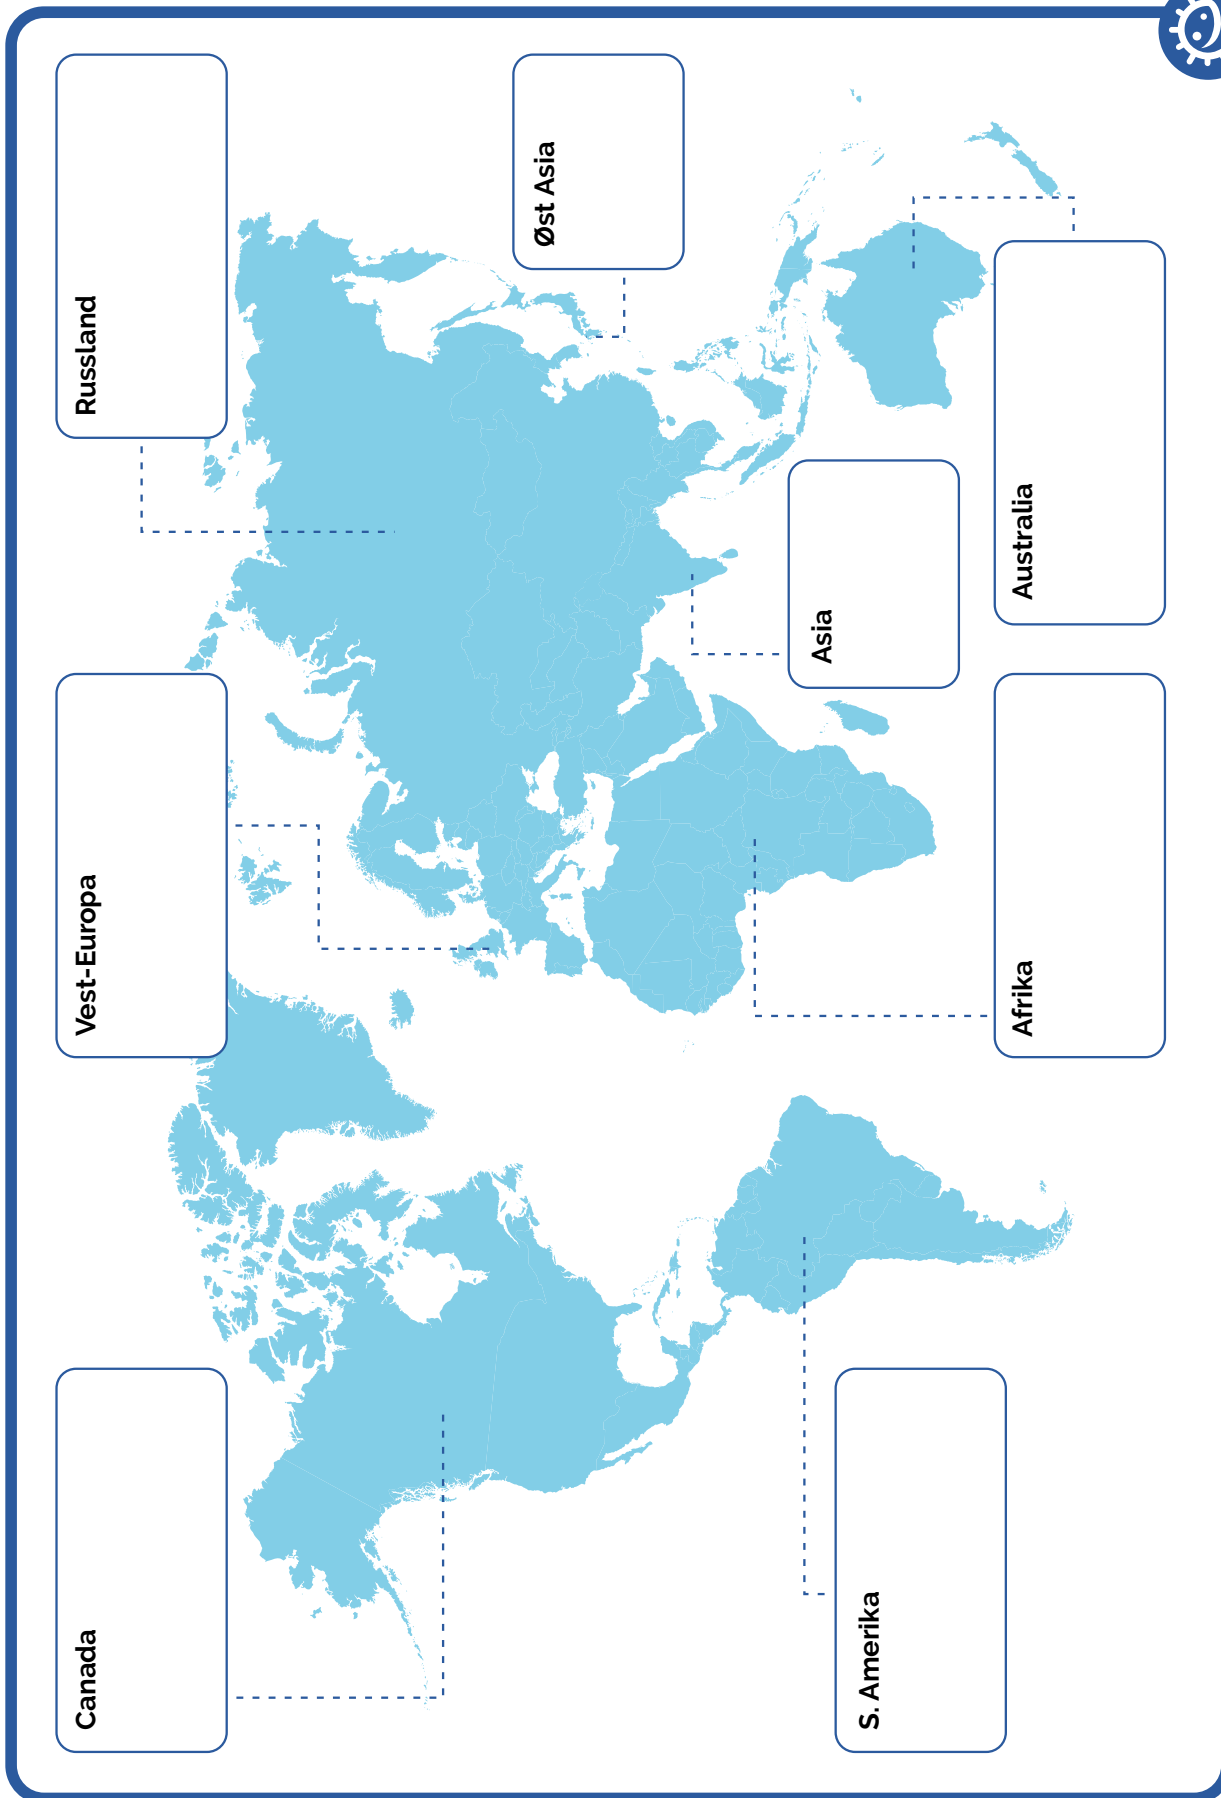 Canada
Vest-Europa
Russland
Øst Asia
S. Amerika
Asia
Afrika
Australia